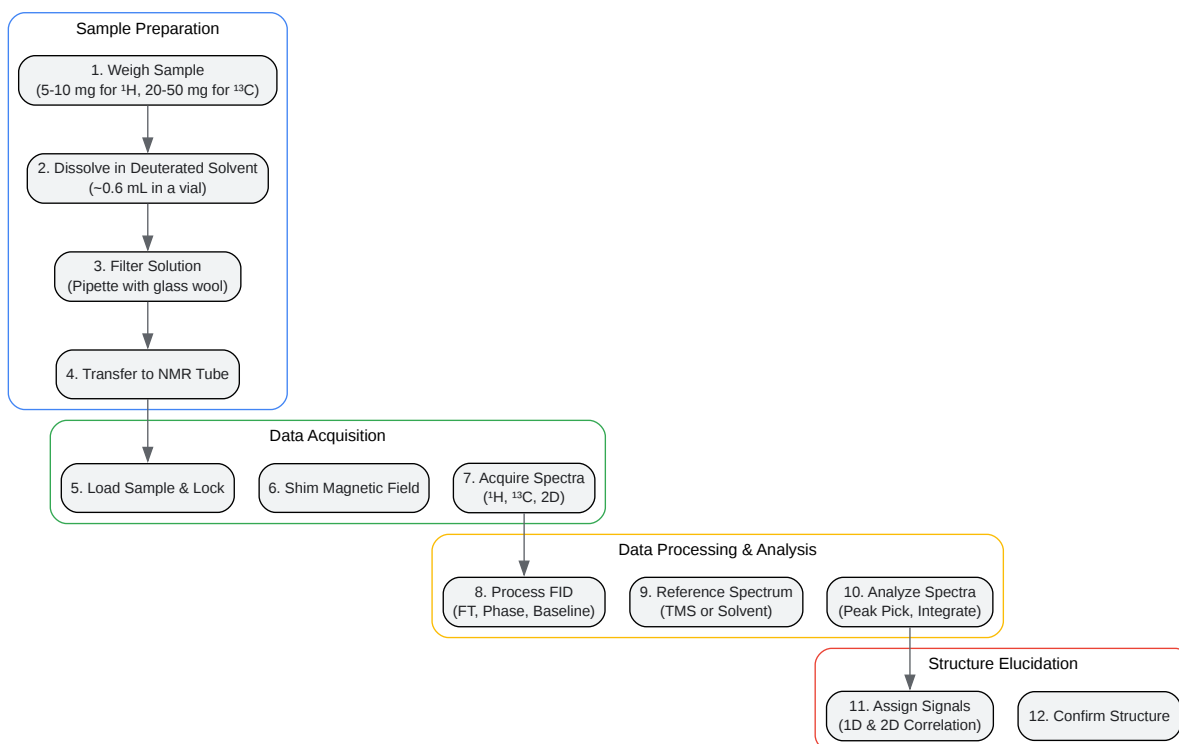 Sample Preparation
1. Weigh Sample
(5-10 mg for ¹H, 20-50 mg for ¹³C)
2. Dissolve in Deuterated Solvent
(~0.6 mL in a vial)
3. Filter Solution
(Pipette with glass wool)
4. Transfer to NMR Tube
Data Acquisition
5. Load Sample & Lock
6. Shim Magnetic Field
7. Acquire Spectra
(¹H, ¹³C, 2D)
Data Processing & Analysis
8. Process FID
(FT, Phase, Baseline)
9. Reference Spectrum
(TMS or Solvent)
10. Analyze Spectra
(Peak Pick, Integrate)
Structure Elucidation
11. Assign Signals
(1D & 2D Correlation)
12. Confirm Structure